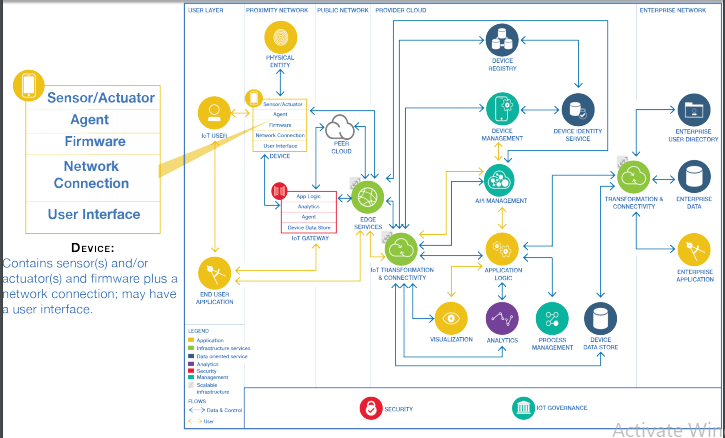 USER LAYER
PROXIMITY NETWORK
PUBLIC NETWORK
PROVIDER CLOUD
ENTERPRISE NETWORK
Sensor/Actuator
Agent
Firmware
Network
Connection
User Interface
DEVICE:
Contains sensor(s) and/or
actuator(s) and firmware plus a
network connection; may have
a user interface.
PHYSICAL
ENTITY
IoT USER
Sensor/Actuator
Agent
Firmware
Network Connection
User Interface
DEVICE
PEER
CLOUD
App Logic
Analytics
Agent
Device Data Store
IoT GATEWAY
EDGE
SERVICES
END USER
APPLICATION
DEVICE
REGISTRY
DEVICE
MANAGEMENT
DEVICE IDENTITY
SERVICE
API MANAGEMENT
IoT TRANSFORMATION
& CONNECTIVITY
APPLICATION
LOGIC
VISUALIZATION
ANALYTICS
PROCESS
MANAGEMENT
DEVICE
DATA STORE
TRANSFORMATION
& CONNECTIVITY
ENTERPRISE
USER DIRECTORY
ENTERPRISE
DATA
ENTERPRISE
APPLICATION
LEGEND
Application
Infrastructure services
Data oriented service
Analytics
Security
Management
Scalable
infrastructure
FLOWS
Data & Control
User
SECURITY
IOT GOVERNANCE
Activate Win